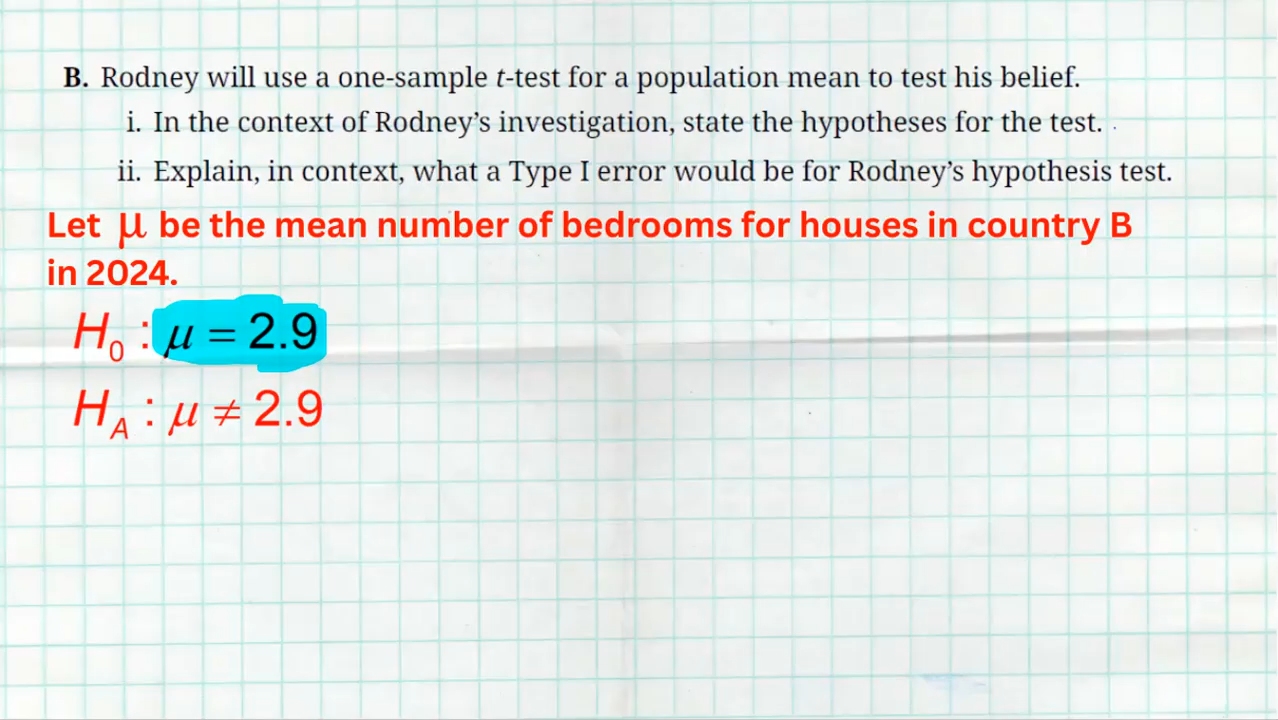 B. Rodney will use a one-sample t-test for a population mean to test his belief.
i. In the context of Rodney's investigation, state the hypotheses for the test.
ii. Explain, in context, what a Type I error would be for Rodney's hypothesis test.
Let μ be the mean number of bedrooms for houses in country B
in 2024.
H₀ : μ = 2.9
H_A : μ ≠ 2.9